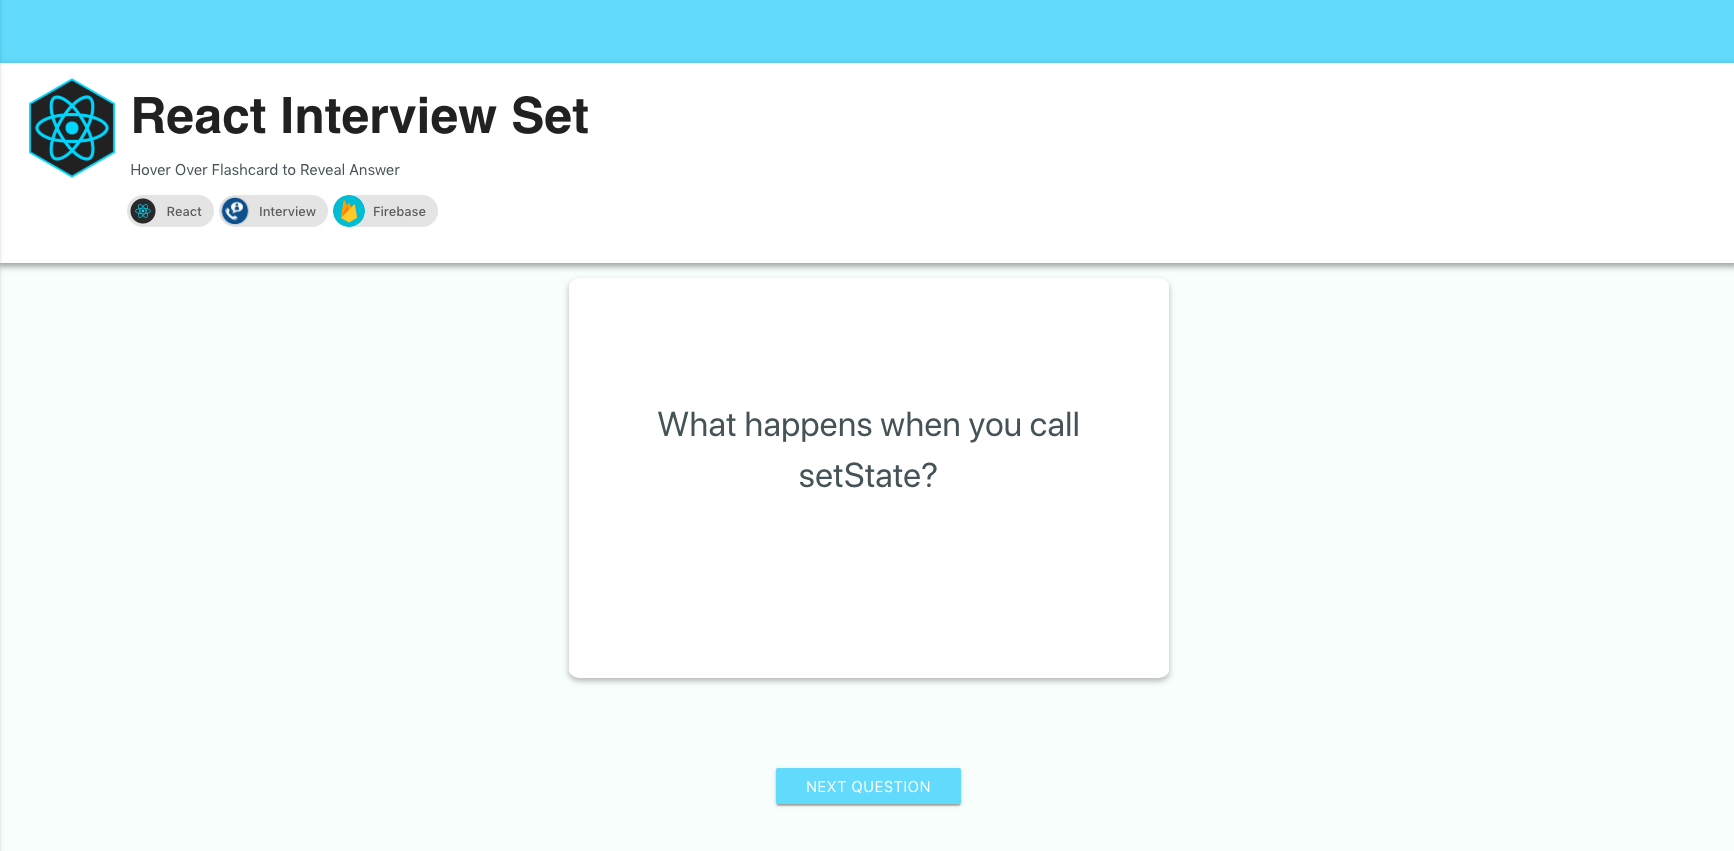 React Interview Set
Hover Over Flashcard to Reveal Answer
React Interview Firebase
What happens when you call
setState?
NEXT QUESTION